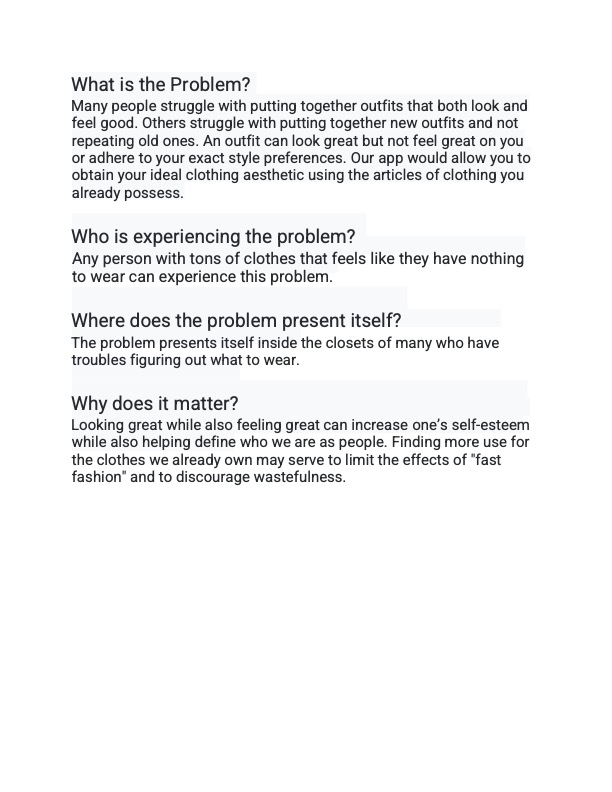 What is the Problem?
Many people struggle with putting together outfits that both look and
feel good. Others struggle with putting together new outfits and not
repeating old ones. An outfit can look great but not feel great on you
or adhere to your exact style preferences. Our app would allow you to
obtain your ideal clothing aesthetic using the articles of clothing you
already possess.
Who is experiencing the problem?
Any person with tons of clothes that feels like they have nothing
to wear can experience this problem.
Where does the problem present itself?
The problem presents itself inside the closets of many who have
troubles figuring out what to wear.
Why does it matter?
Looking great while also feeling great can increase one’s self-esteem
while also helping define who we are as people. Finding more use for
the clothes we already own may serve to limit the effects of "fast
fashion" and to discourage wastefulness.